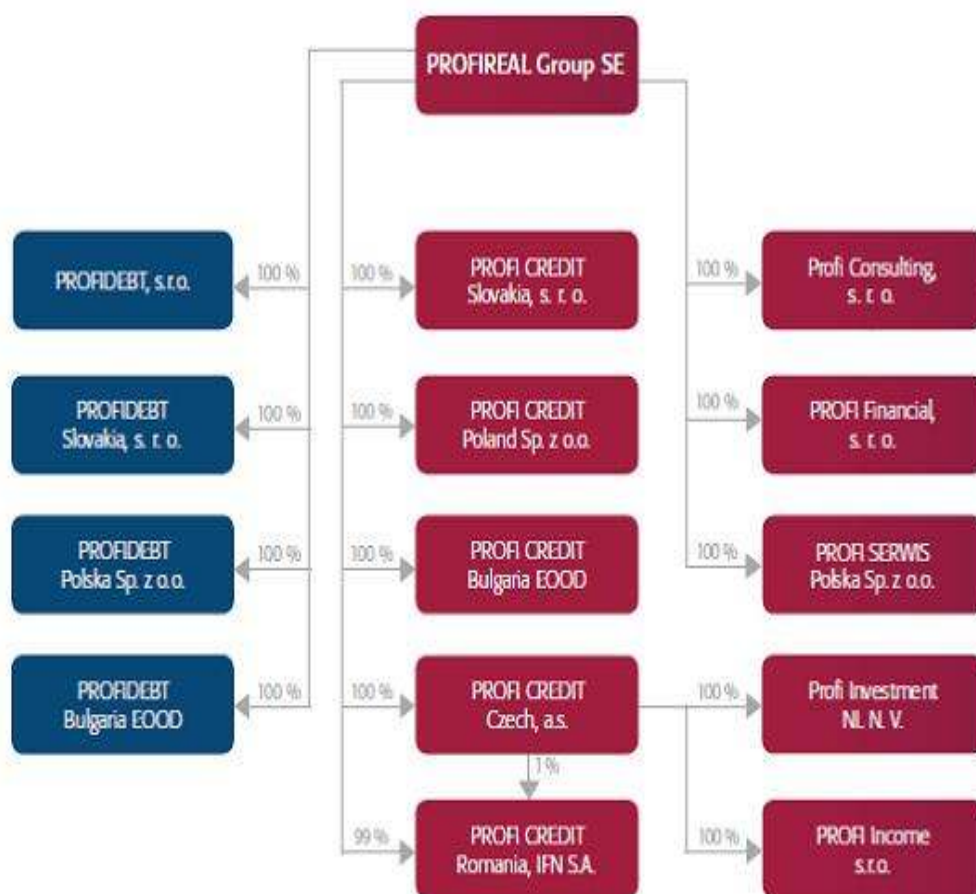 PROFIREAL Group SE
PROFIDEBT, s.r.o.
100 %
100 %
PROFI CREDIT
Slovakia, s. r. o.
100 %
Profi Consulting,
s. r. o.
PROFIDEBT
Slovakia, s. r. o.
100 %
100 %
PROFI CREDIT
Poland Sp. z o.o.
100 %
PROFI Financial,
s. r. o.
PROFIDEBT
Polska Sp. z o.o.
100 %
100 %
PROFI CREDIT
Bulgaria EOOD
100 %
PROFI SERWIS
Polska Sp. z o.o.
PROFIDEBT
Bulgaria EOOD
100 %
100 %
PROFI CREDIT
Czech, a.s.
100 %
Profi Investment
NL N. V.
1 %
99 %
PROFI CREDIT
Romania, IFN S.A.
100 %
PROFI Income
s.r.o.